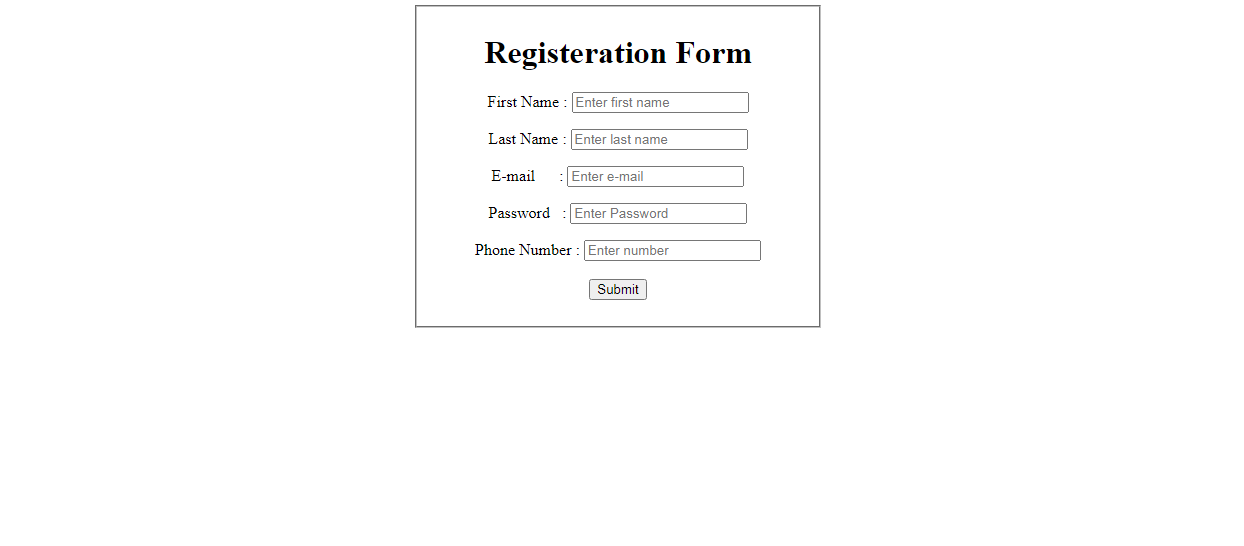 Registeration Form
First Name : Enter first name
Last Name : Enter last name
E-mail : Enter e-mail
Password : Enter Password
Phone Number : Enter number
Submit